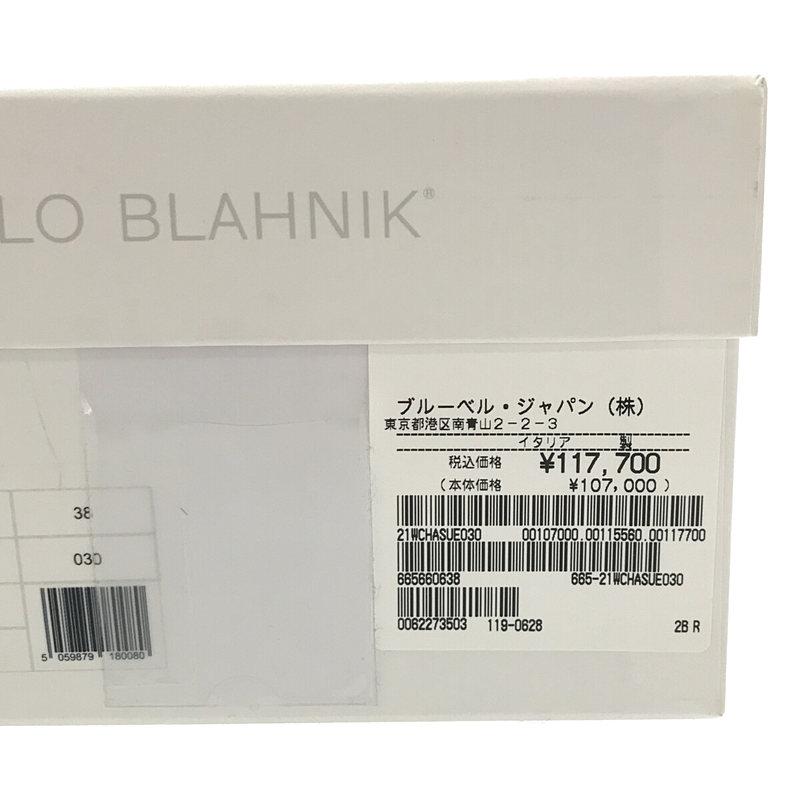 LO BLAHNIK®
38
030
5 059879 180080
ブルーベル・ジャパン（株）
東京都港区南青山２－２－３
イタリア 製
税込価格 ¥117,700
（本体価格 ¥107,000）
21WCHASUE030 00107000.00115560.00117700
665660638 665-21WCHASUE030
0062273503 119-0628 2B R